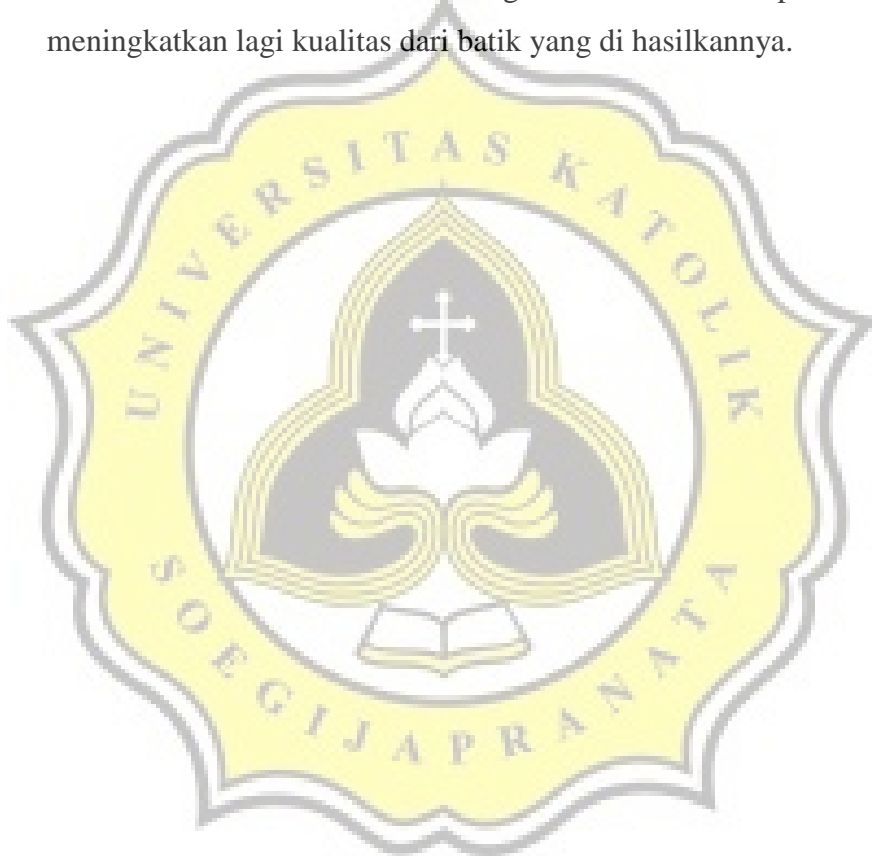 meningkatkan lagi kualitas dari batik yang di hasilkannya.
UNIVERSITAS KATOLIK
SOEGIJAPRANATA